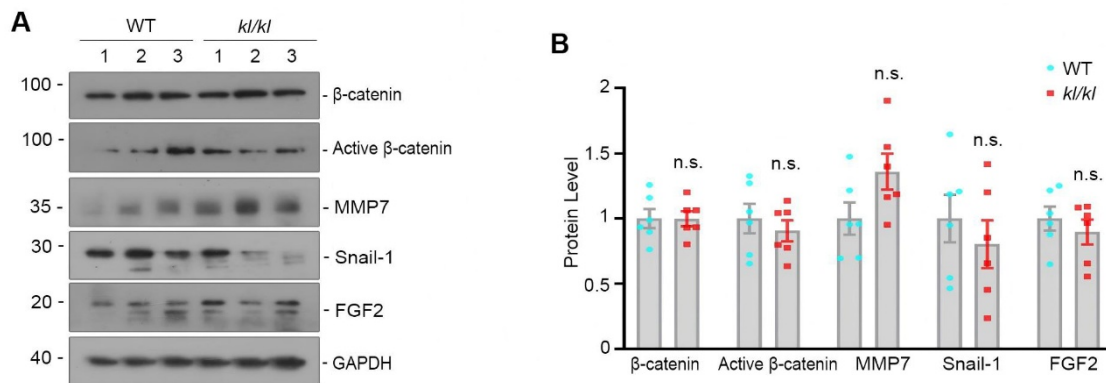 A
WT kl/kl
1 2 3 1 2 3
100 - - β-catenin
100 - - Active β-catenin
35 - - MMP7
30 - - Snail-1
20 - - FGF2
40 - - GAPDH
B
WT
kl/kl
Protein Level
2
1.5
1
0.5
0
n.s. n.s. n.s. n.s. n.s.
β-catenin Active β-catenin MMP7 Snail-1 FGF2